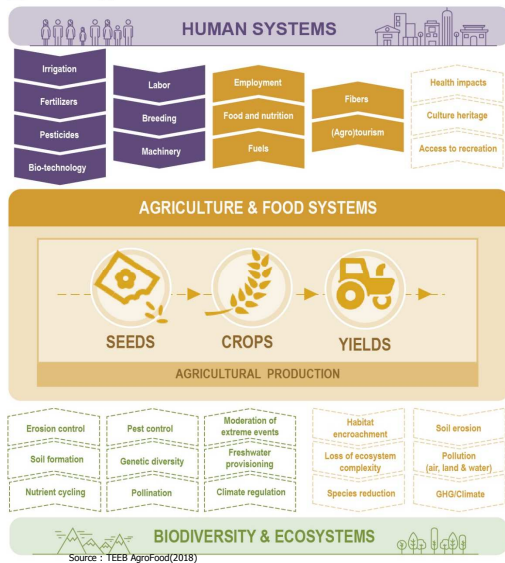 HUMAN SYSTEMS
Irrigation
Fertilizers
Pesticides
Bio-technology
Labor
Breeding
Machinery
Employment
Food and nutrition
Fuels
Fibers
(Agro)tourism
Health impacts
Culture heritage
Access to recreation
AGRICULTURE & FOOD SYSTEMS
SEEDS
CROPS
YIELDS
AGRICULTURAL PRODUCTION
Erosion control
Soil formation
Nutrient cycling
Pest control
Genetic diversity
Pollination
Moderation of
extreme events
Freshwater
provisioning
Climate regulation
Habitat
encroachment
Loss of ecosystem
complexity
Species reduction
Soil erosion
Pollution
(air, land & water)
GHG/Climate
BIODIVERSITY & ECOSYSTEMS
Source : TEEB AgroFood(2018)